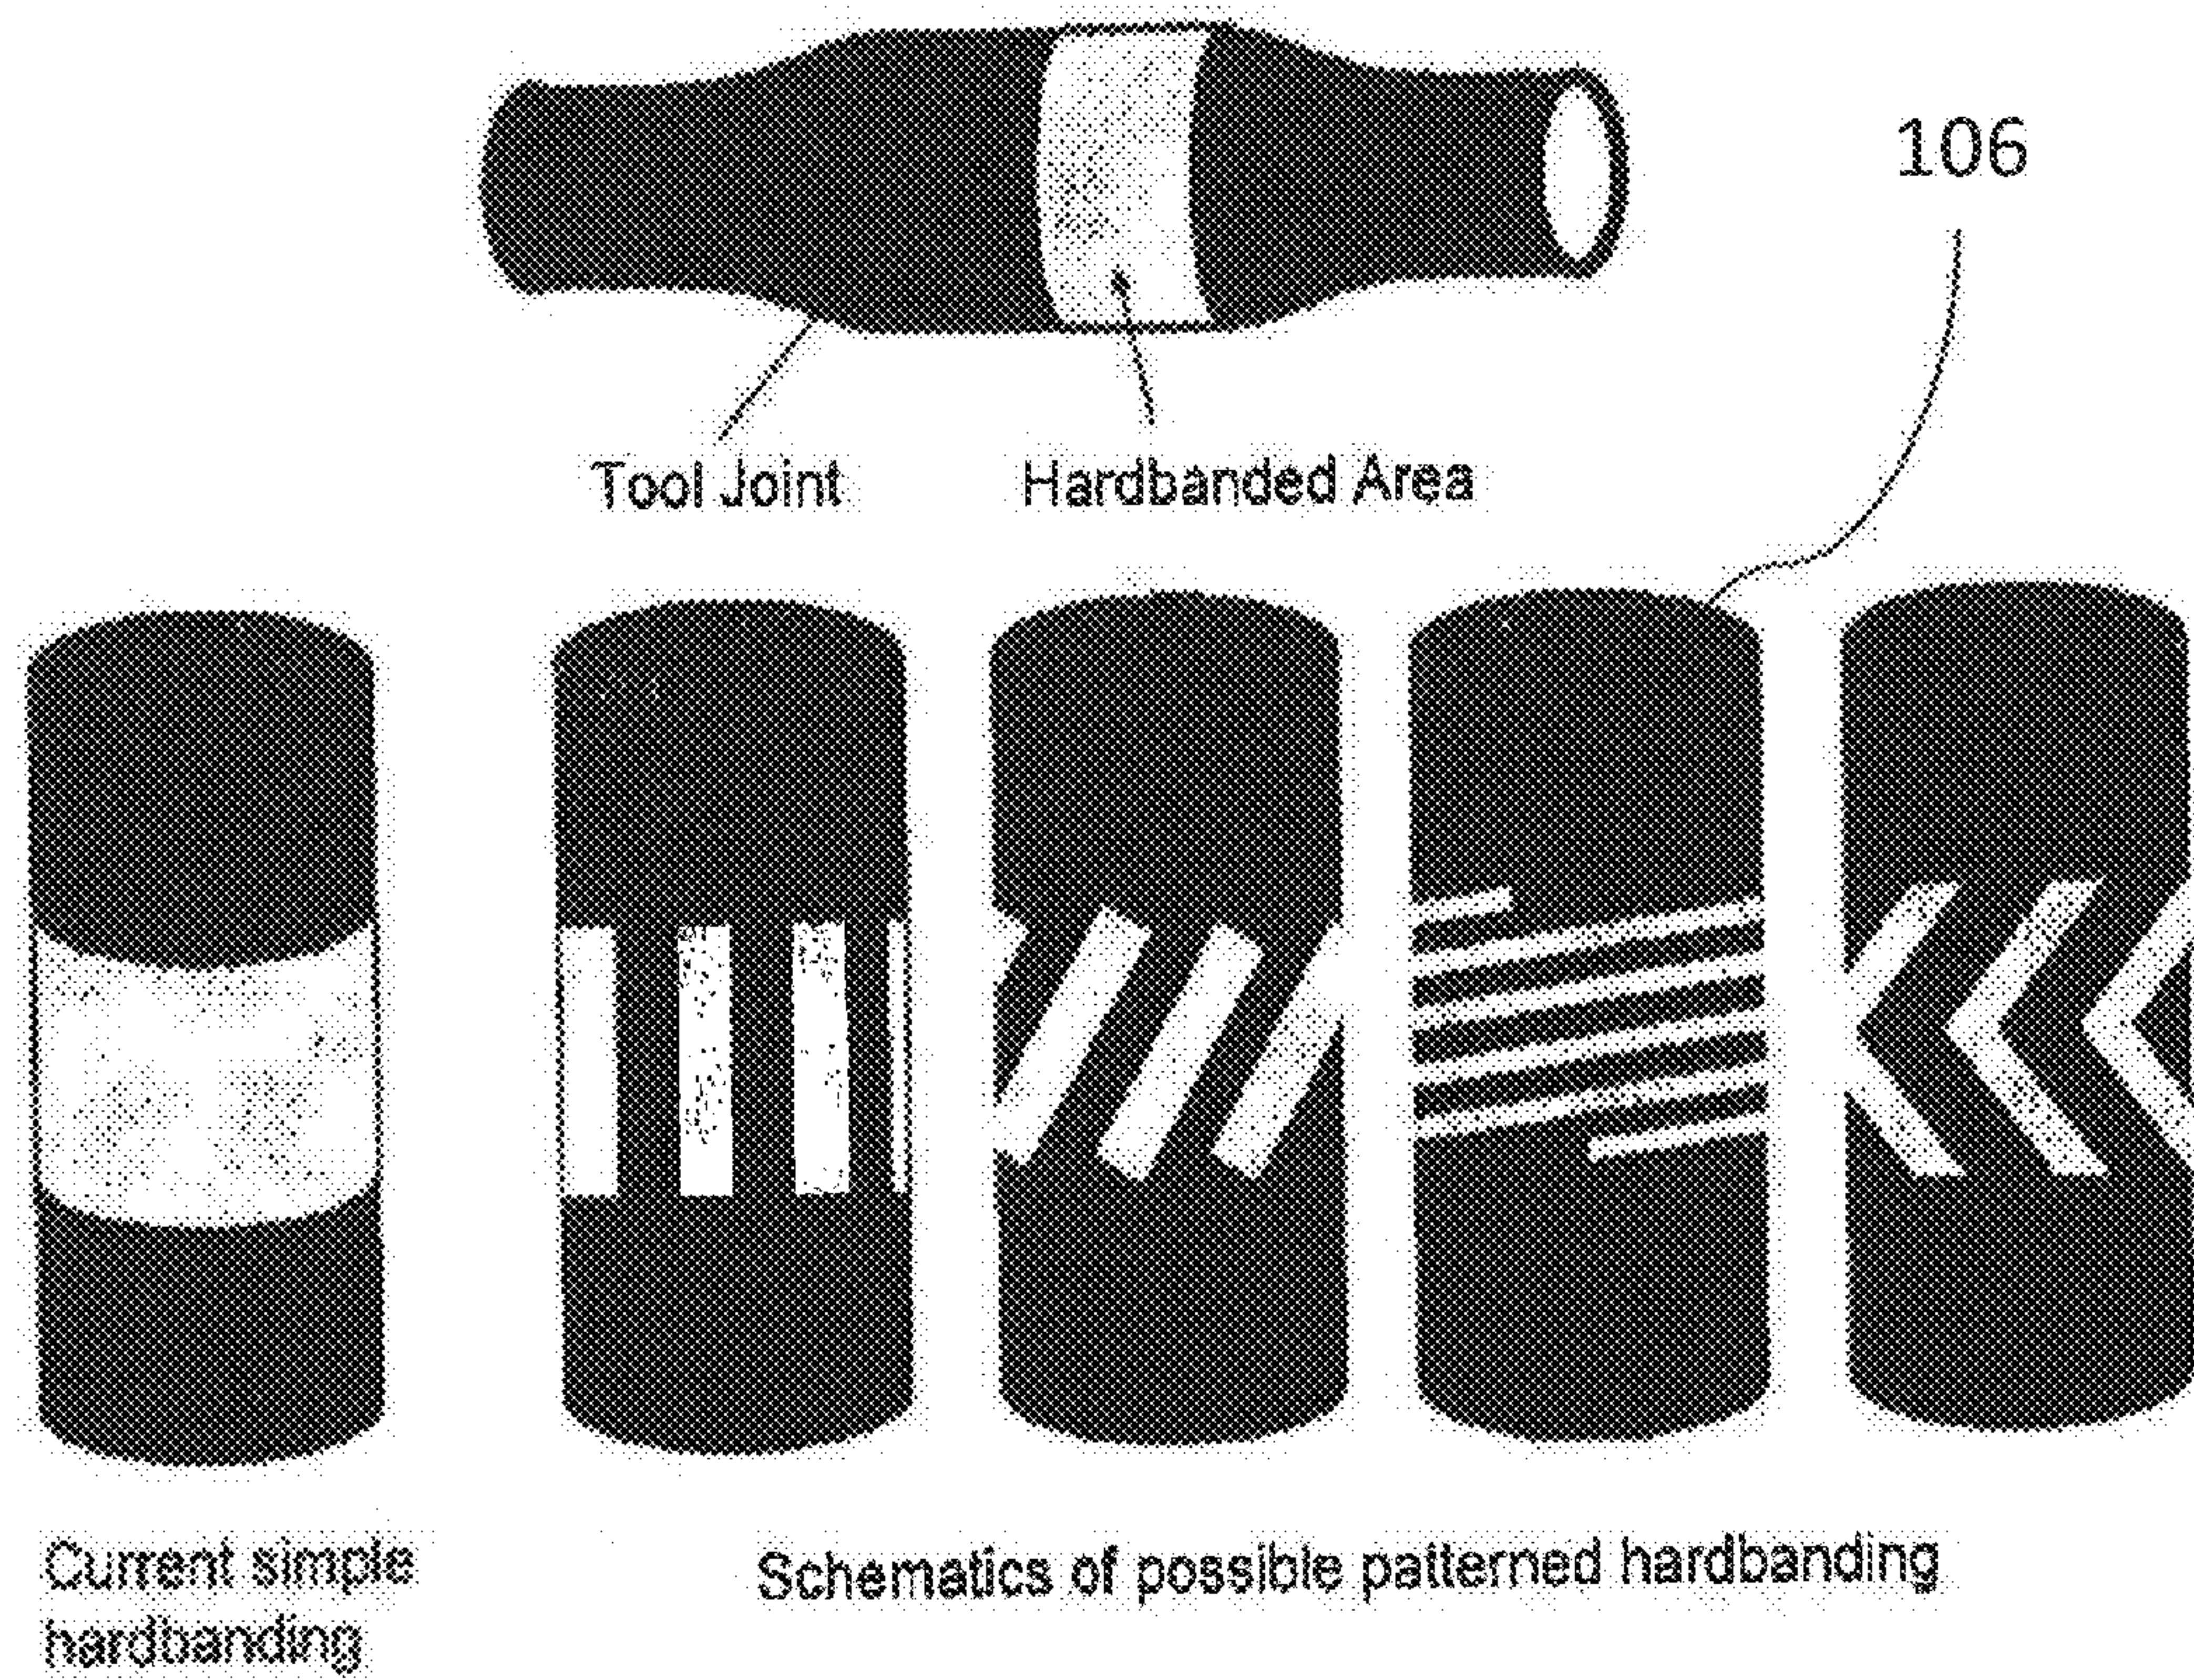 106
Tool Joint
Hardbanded Area
Current simple
hardbanding
Schematics of possible patterned hardbanding